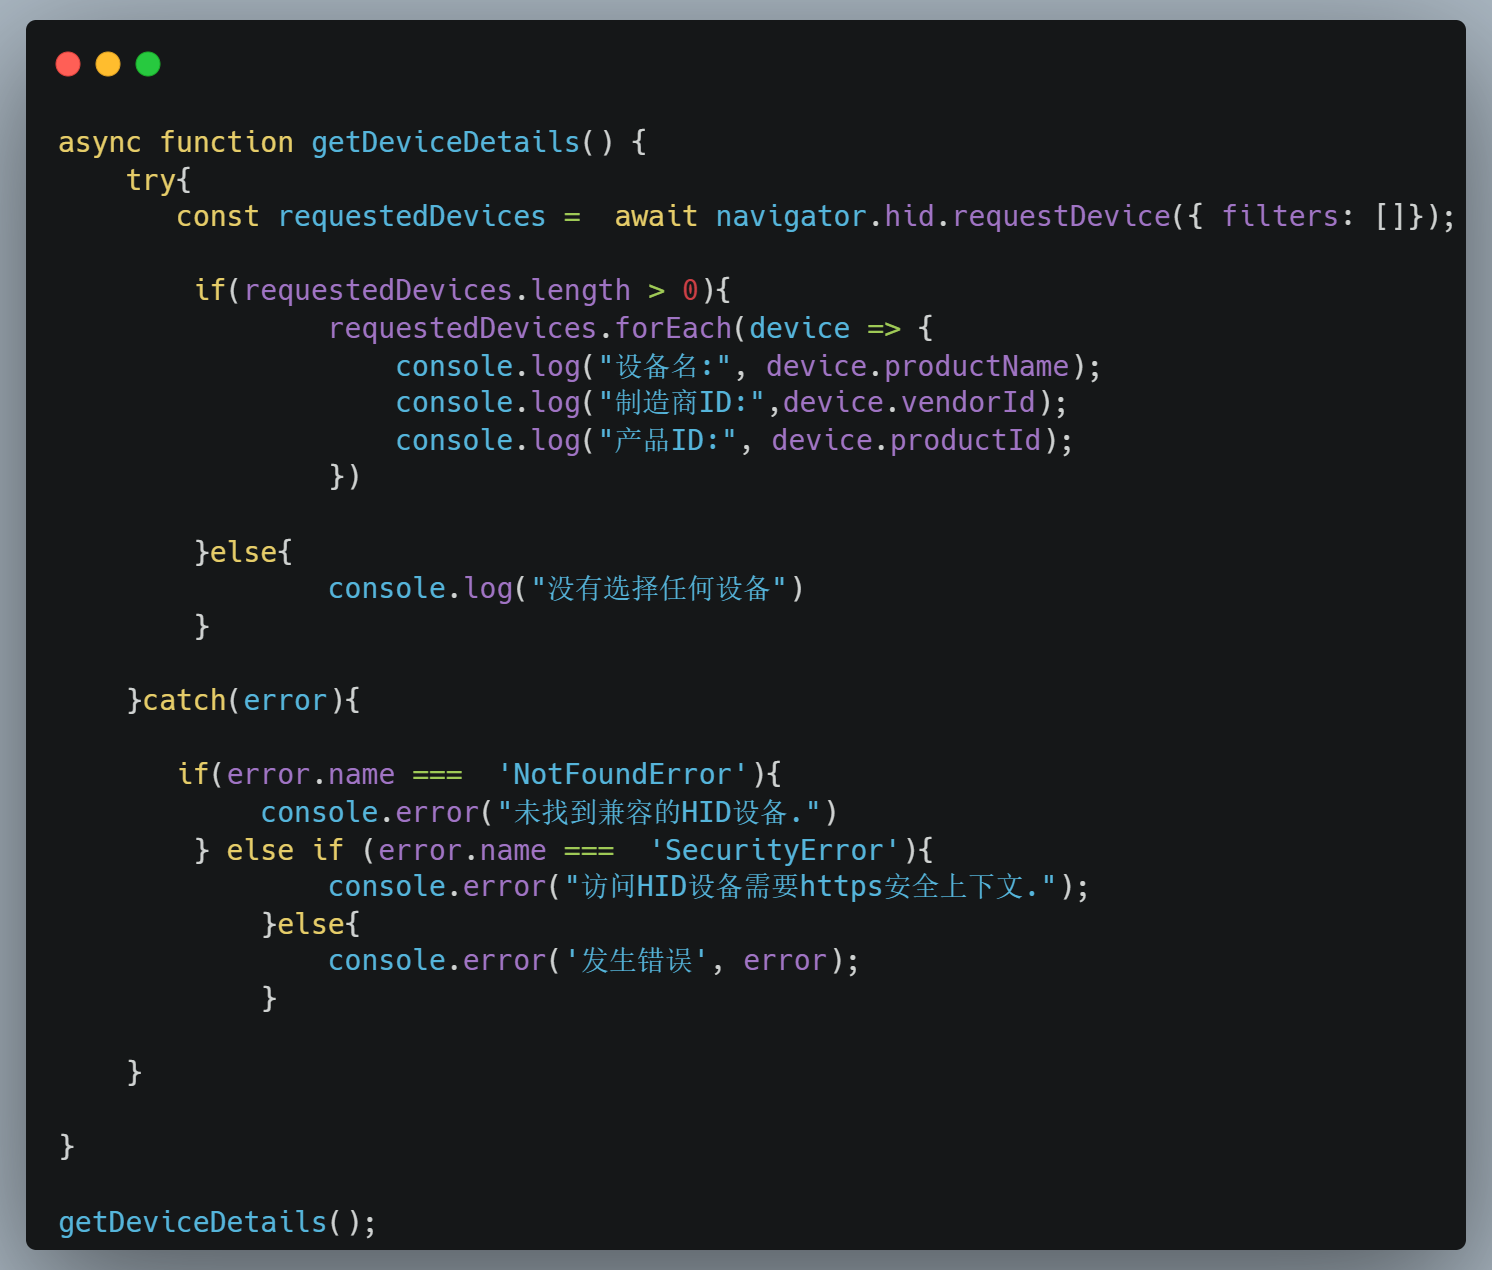 async function getDeviceDetails() {
try{
const requestedDevices =  await navigator.hid.requestDevice({ filters: []});
if(requestedDevices.length > 0){
requestedDevices.forEach(device => {
console.log("设备名:", device.productName);
console.log("制造商ID:",device.vendorId);
console.log("产品ID:", device.productId);
})
}else{
console.log("没有选择任何设备")
}
}catch(error){
if(error.name ===  'NotFoundError'){
console.error("未找到兼容的HID设备.")
} else if (error.name ===  'SecurityError'){
console.error("访问HID设备需要https安全上下文.");
}else{
console.error('发生错误', error);
}
}
}
getDeviceDetails();